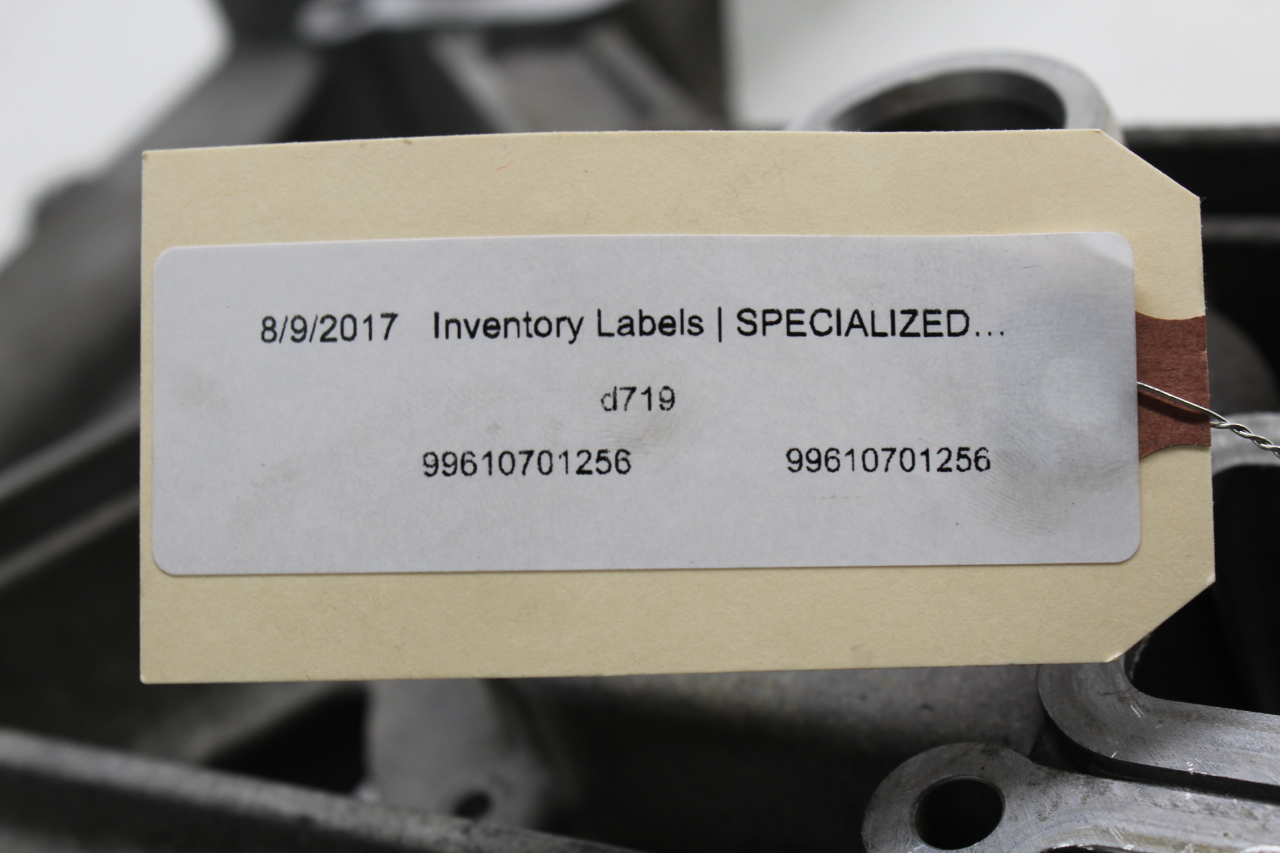 8/9/2017 Inventory Labels | SPECIALIZED...
d719
99610701256 99610701256